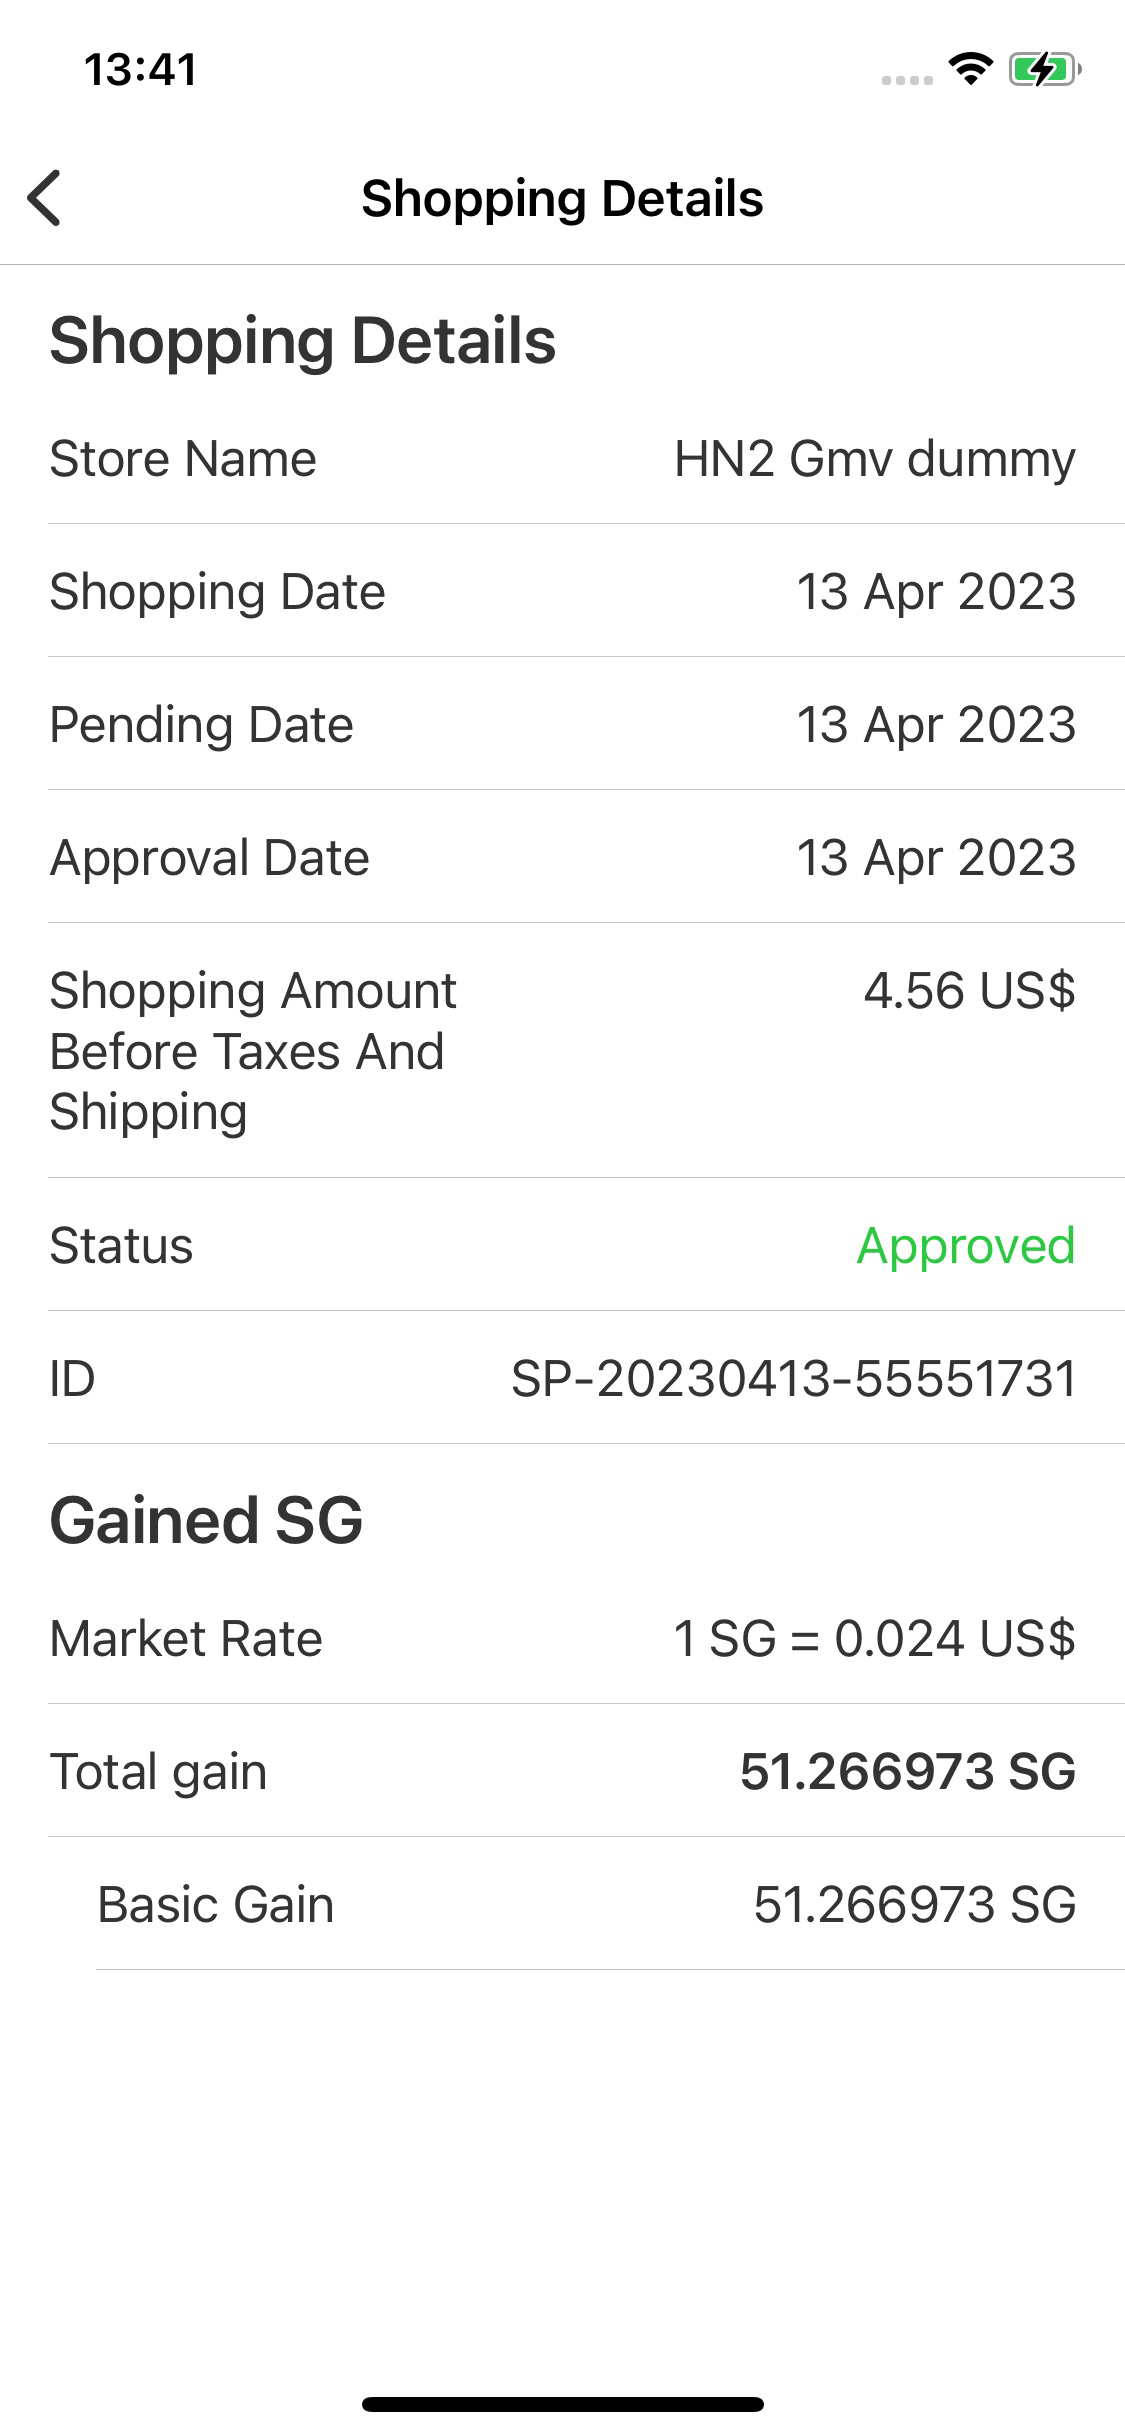 13:41
Shopping Details
Shopping Details
Store Name HN2 Gmv dummy
Shopping Date 13 Apr 2023
Pending Date 13 Apr 2023
Approval Date 13 Apr 2023
Shopping Amount 4.56 US$
Before Taxes And
Shipping
Status Approved
ID SP-20230413-55551731
Gained SG
Market Rate 1 SG = 0.024 US$
Total gain 51.266973 SG
Basic Gain 51.266973 SG